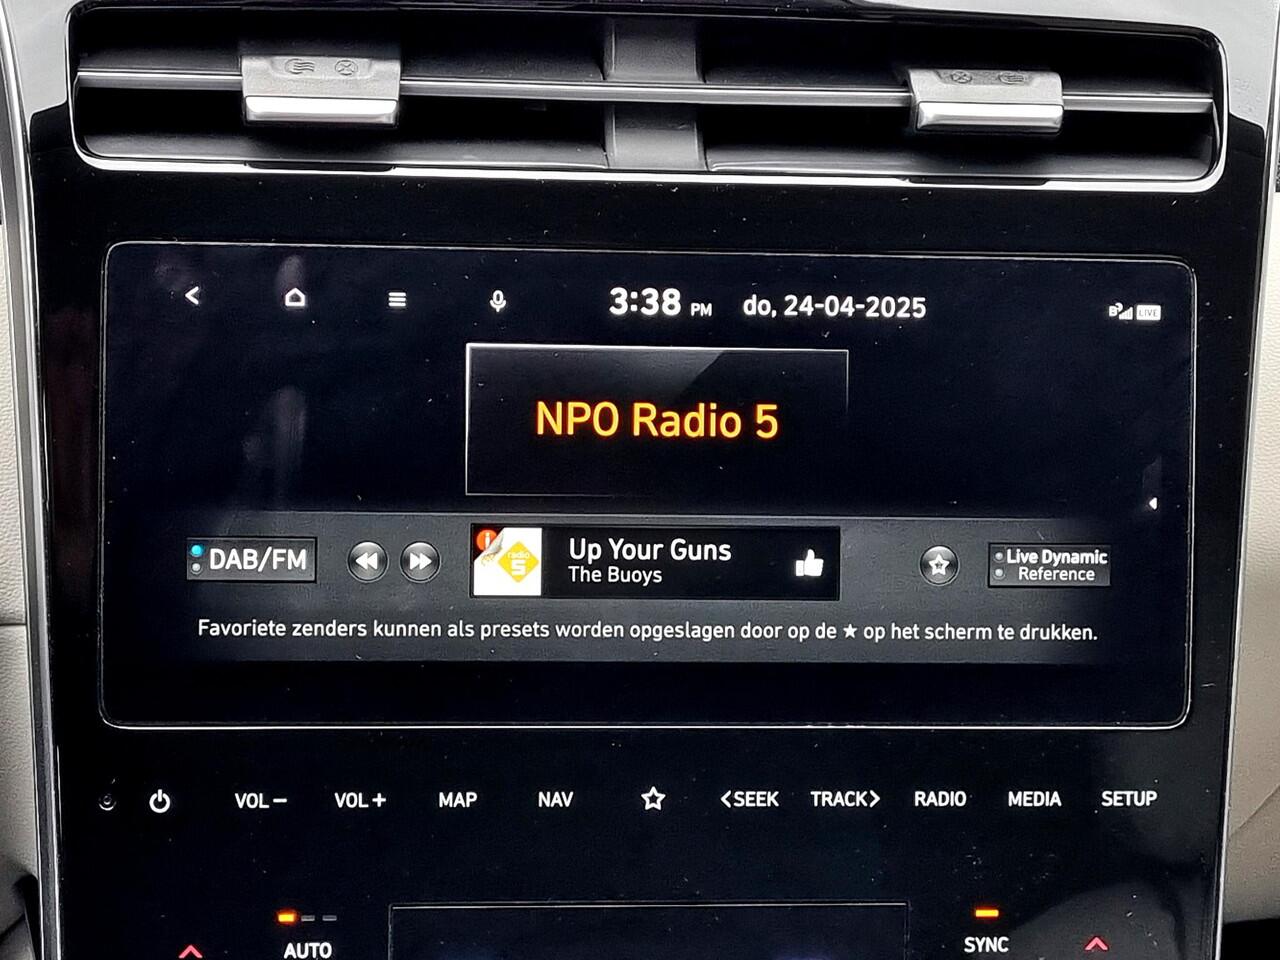 3:38 PM do, 24-04-2025
LIVE
NPO Radio 5
DAB/FM
radio
5
Up Your Guns
The Buoys
Live Dynamic
Reference
Favoriete zenders kunnen als presets worden opgeslagen door op de ★ op het scherm te drukken.
VOL− VOL+ MAP NAV ☆ <SEEK TRACK> RADIO MEDIA SETUP
AUTO SYNC